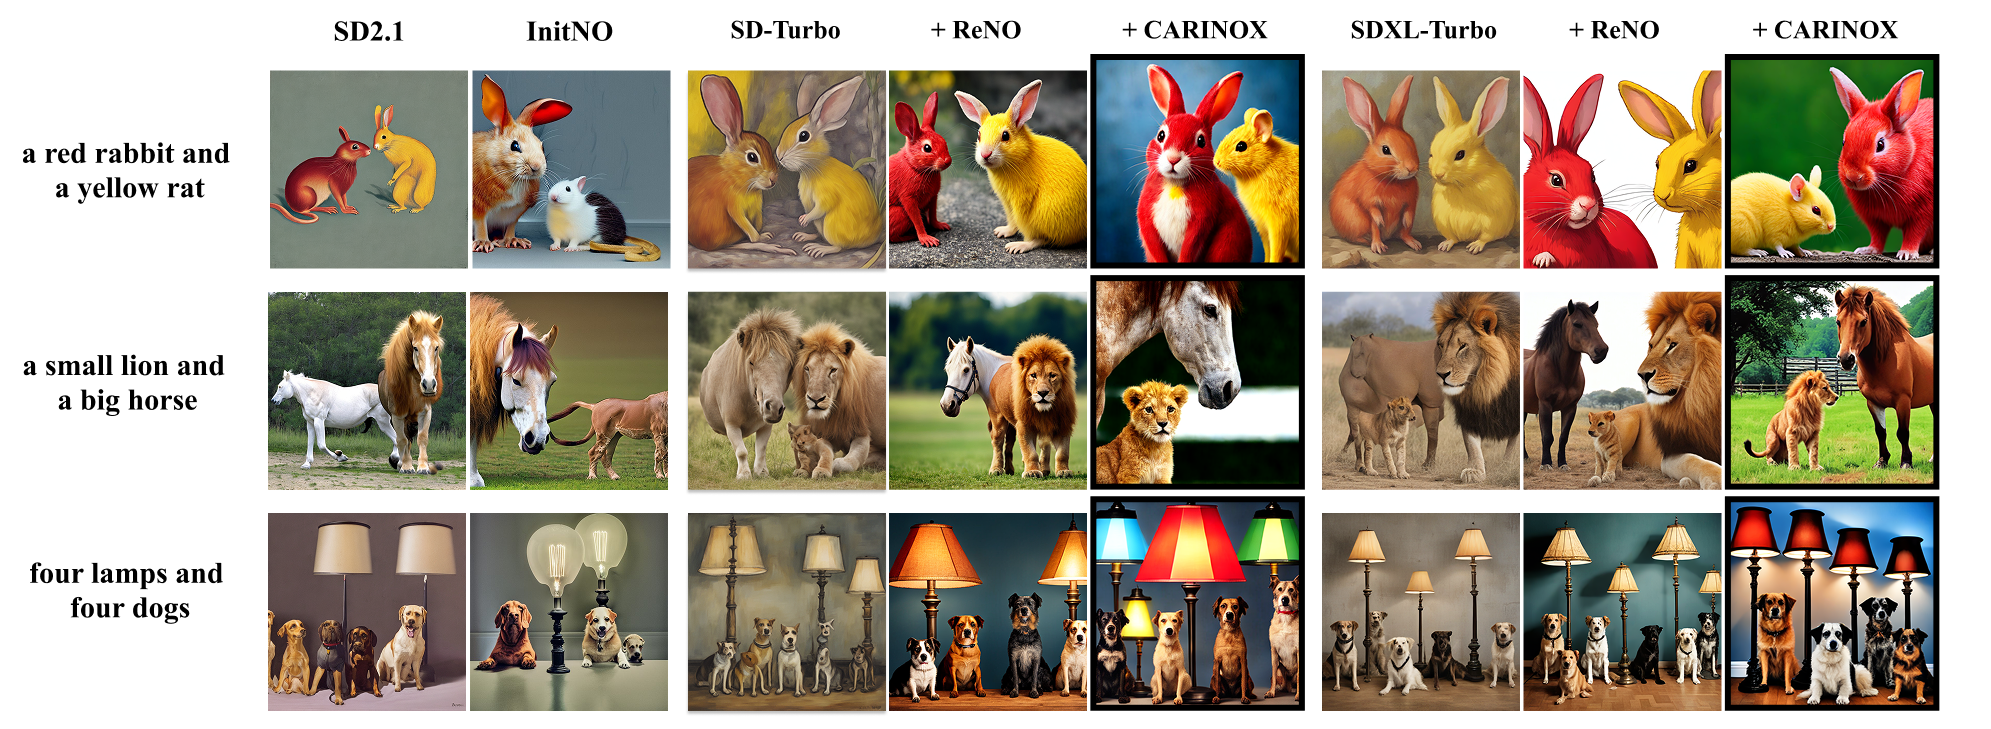 SD2.1 InitNO SD-Turbo + ReNO + CARINOX SDXL-Turbo + ReNO + CARINOX
a red rabbit and
a yellow rat
a small lion and
a big horse
four lamps and
four dogs